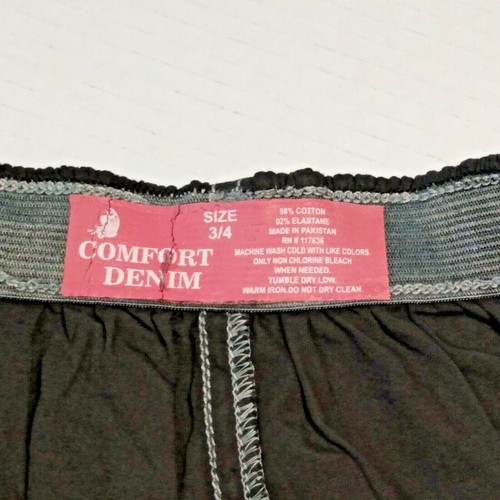 COMFORT
DENIM
SIZE
3/4
98% COTTON
02% ELASTANE
MADE IN PAKISTAN
RN # 117636
MACHINE WASH COLD WITH LIKE COLORS.
ONLY NON CHLORINE BLEACH
WHEN NEEDED.
TUMBLE DRY LOW.
WARM IRON.DO NOT DRY CLEAN.